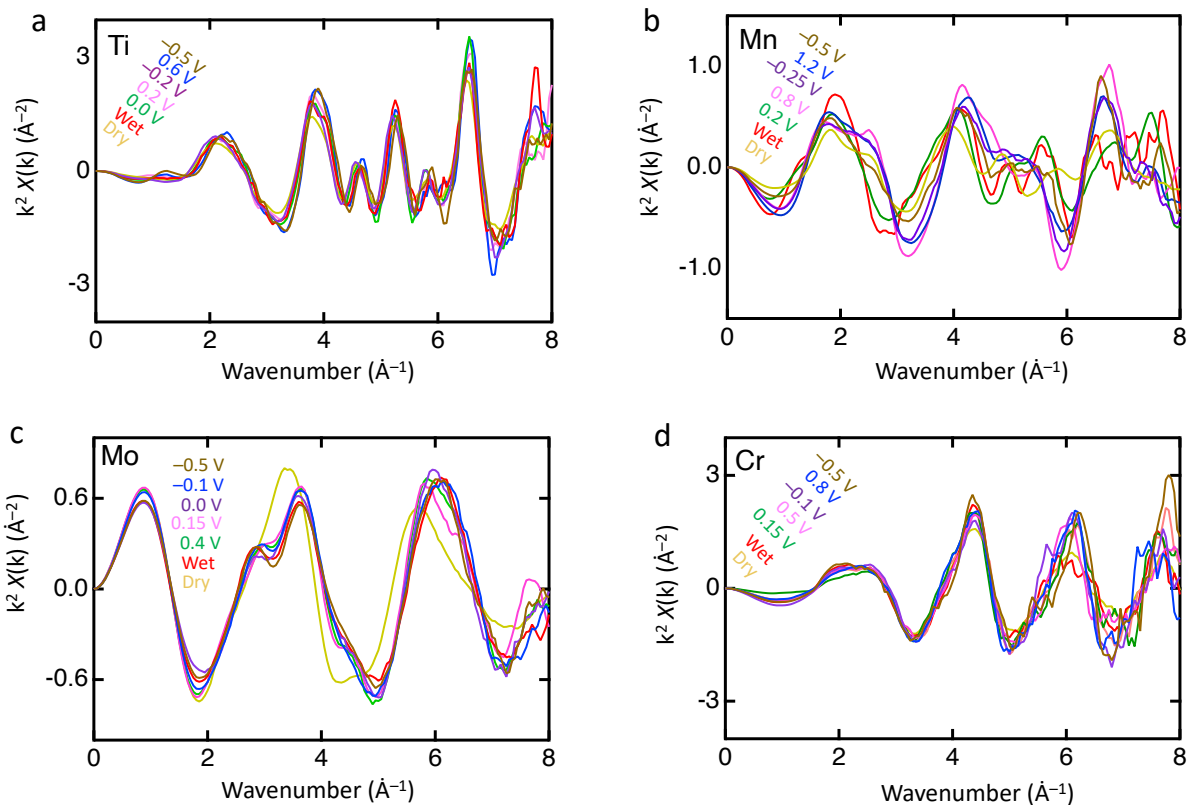 a
Ti
−0.5 V
0.6 V
−0.2 V
0.2 V
0.0 V
Wet
Dry
3
0
-3
k² X(k) (Å⁻²)
0 2 4 6 8
Wavenumber (Å⁻¹)
b
Mn
−0.5 V
1.2 V
−0.25 V
0.8 V
0.2 V
Wet
Dry
1.0
0.0
-1.0
k² X(k) (Å⁻²)
0 2 4 6 8
Wavenumber (Å⁻¹)
c
Mo
−0.5 V
−0.1 V
0.0 V
0.15 V
0.4 V
Wet
Dry
0.6
0.0
-0.6
k² X(k) (Å⁻²)
0 2 4 6 8
Wavenumber (Å⁻¹)
d
Cr
−0.5 V
0.8 V
−0.1 V
0.5 V
0.15 V
Wet
Dry
3
0
-3
k² X(k) (Å⁻²)
0 2 4 6 8
Wavenumber (Å⁻¹)